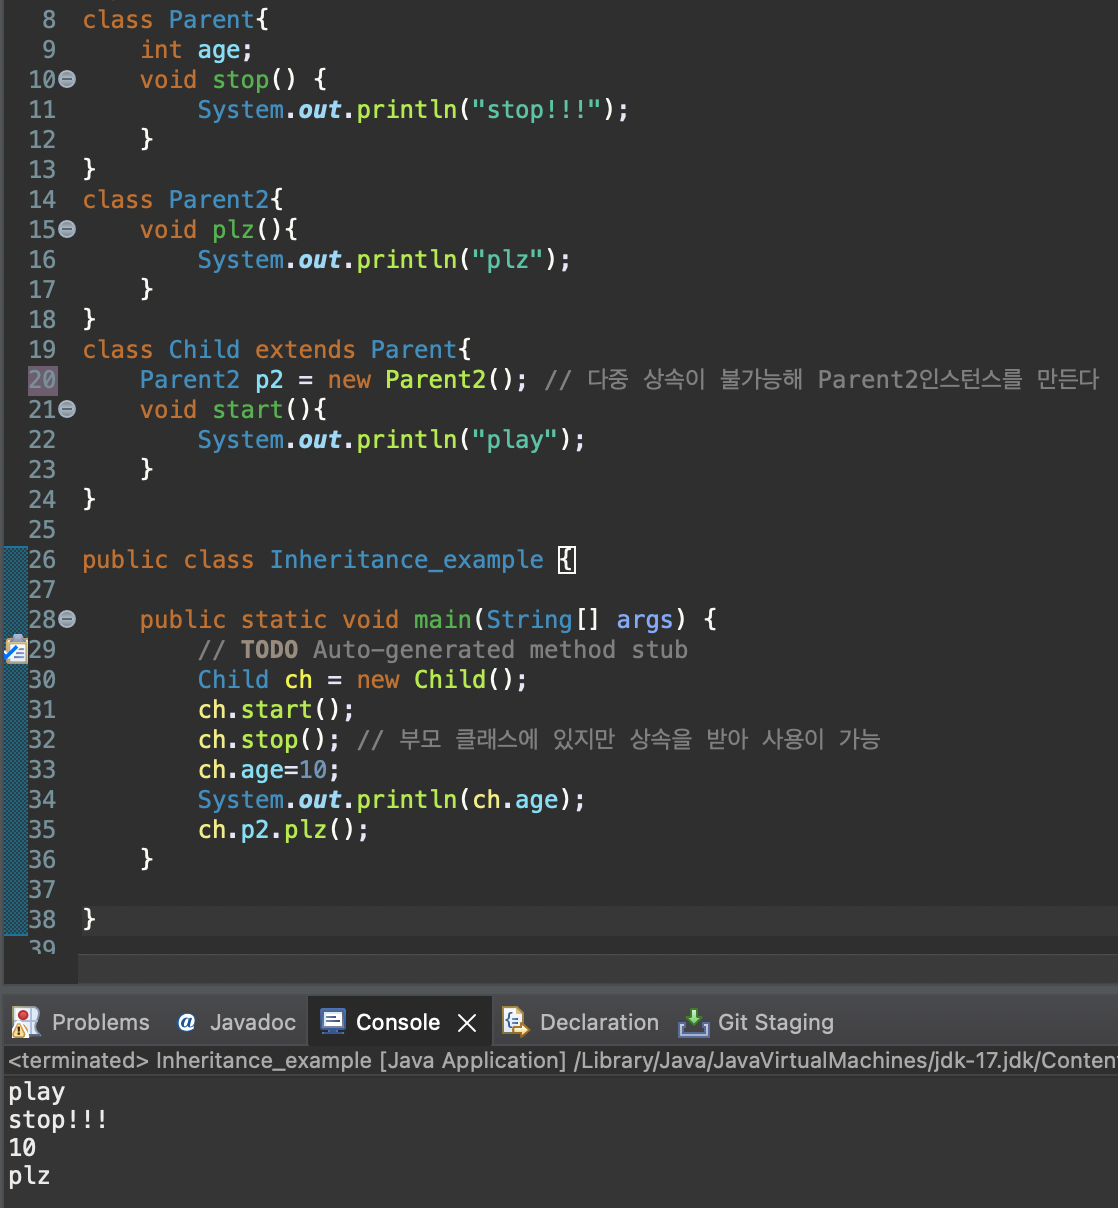 8 class Parent{
9     int age;
10     void stop() {
11         System.out.println("stop!!!");
12     }
13 }
14 class Parent2{
15     void plz(){
16         System.out.println("plz");
17     }
18 }
19 class Child extends Parent{
20     Parent2 p2 = new Parent2(); // 다중 상속이 불가능해 Parent2인스턴스를 만든다
21     void start(){
22         System.out.println("play");
23     }
24 }
25
26 public class Inheritance_example {
27
28     public static void main(String[] args) {
29         // TODO Auto-generated method stub
30         Child ch = new Child();
31         ch.start();
32         ch.stop(); // 부모 클래스에 있지만 상속을 받아 사용이 가능
33         ch.age=10;
34         System.out.println(ch.age);
35         ch.p2.plz();
36     }
37
38 }
39
Problems @ Javadoc Console Declaration Git Staging
<terminated> Inheritance_example [Java Application] /Library/Java/JavaVirtualMachines/jdk-17.jdk/Conten
play
stop!!!
10
plz